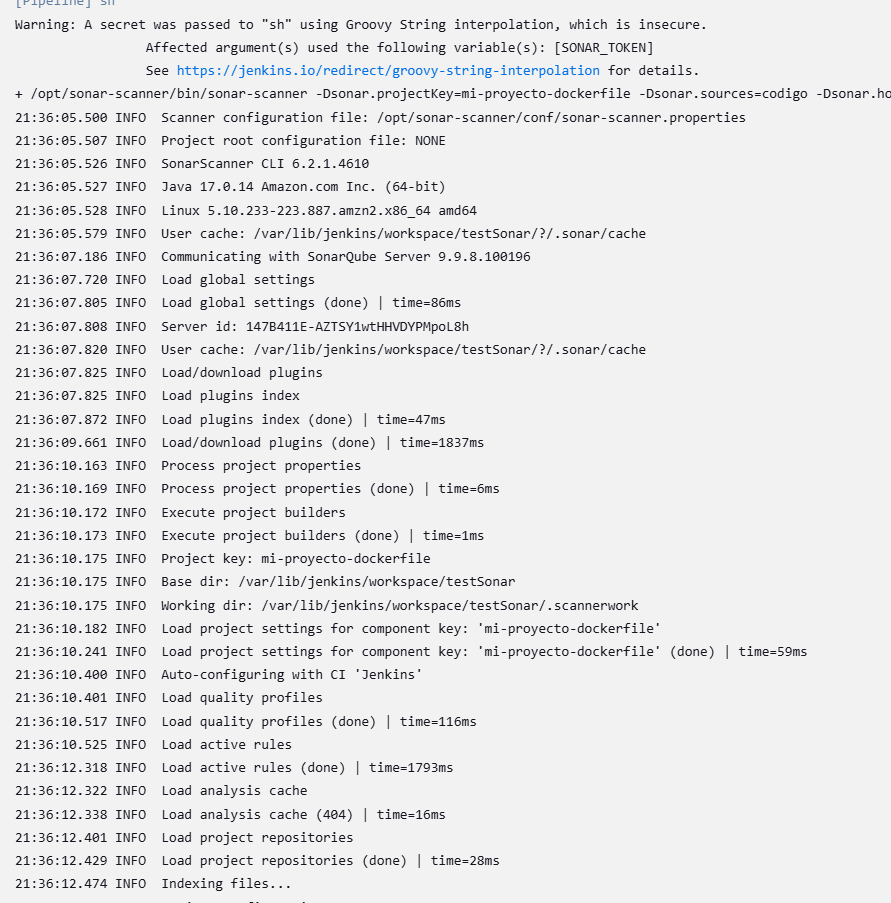 [Pipeline] sh
Warning: A secret was passed to "sh" using Groovy String interpolation, which is insecure.
Affected argument(s) used the following variable(s): [SONAR_TOKEN]
See https://jenkins.io/redirect/groovy-string-interpolation for details.
+ /opt/sonar-scanner/bin/sonar-scanner -Dsonar.projectKey=mi-proyecto-dockerfile -Dsonar.sources=codigo -Dsonar.ho
21:36:05.500 INFO  Scanner configuration file: /opt/sonar-scanner/conf/sonar-scanner.properties
21:36:05.507 INFO  Project root configuration file: NONE
21:36:05.526 INFO  SonarScanner CLI 6.2.1.4610
21:36:05.527 INFO  Java 17.0.14 Amazon.com Inc. (64-bit)
21:36:05.528 INFO  Linux 5.10.233-223.887.amzn2.x86_64 amd64
21:36:05.579 INFO  User cache: /var/lib/jenkins/workspace/testSonar/?/.sonar/cache
21:36:07.186 INFO  Communicating with SonarQube Server 9.9.8.100196
21:36:07.720 INFO  Load global settings
21:36:07.805 INFO  Load global settings (done) | time=86ms
21:36:07.808 INFO  Server id: 147B411E-AZTSY1wtHHVDYPMpoL8h
21:36:07.820 INFO  User cache: /var/lib/jenkins/workspace/testSonar/?/.sonar/cache
21:36:07.825 INFO  Load/download plugins
21:36:07.825 INFO  Load plugins index
21:36:07.872 INFO  Load plugins index (done) | time=47ms
21:36:09.661 INFO  Load/download plugins (done) | time=1837ms
21:36:10.163 INFO  Process project properties
21:36:10.169 INFO  Process project properties (done) | time=6ms
21:36:10.172 INFO  Execute project builders
21:36:10.173 INFO  Execute project builders (done) | time=1ms
21:36:10.175 INFO  Project key: mi-proyecto-dockerfile
21:36:10.175 INFO  Base dir: /var/lib/jenkins/workspace/testSonar
21:36:10.175 INFO  Working dir: /var/lib/jenkins/workspace/testSonar/.scannerwork
21:36:10.182 INFO  Load project settings for component key: 'mi-proyecto-dockerfile'
21:36:10.241 INFO  Load project settings for component key: 'mi-proyecto-dockerfile' (done) | time=59ms
21:36:10.400 INFO  Auto-configuring with CI 'Jenkins'
21:36:10.401 INFO  Load quality profiles
21:36:10.517 INFO  Load quality profiles (done) | time=116ms
21:36:10.525 INFO  Load active rules
21:36:12.318 INFO  Load active rules (done) | time=1793ms
21:36:12.322 INFO  Load analysis cache
21:36:12.338 INFO  Load analysis cache (404) | time=16ms
21:36:12.401 INFO  Load project repositories
21:36:12.429 INFO  Load project repositories (done) | time=28ms
21:36:12.474 INFO  Indexing files...